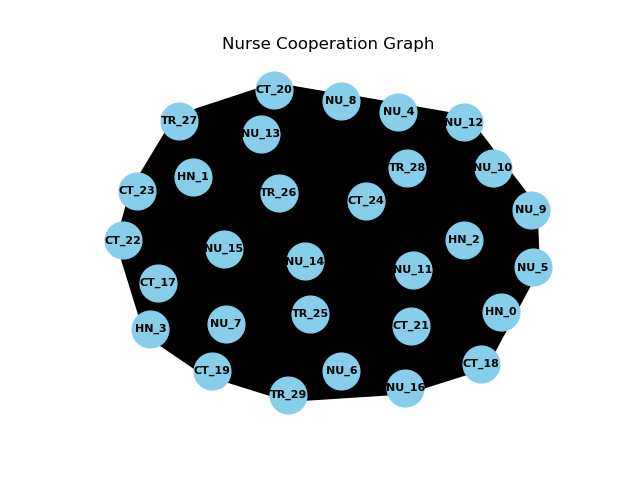 Nurse Cooperation Graph
CT_20
NU_8
NU_4
TR_27
NU_12
NU_13
TR_28
NU_10
HN_1
CT_23
TR_26
CT_24
NU_9
CT_22
HN_2
NU_15
NU_14
NU_11
NU_5
CT_17
HN_0
TR_25
NU_7
CT_21
HN_3
CT_18
CT_19
NU_6
NU_16
TR_29